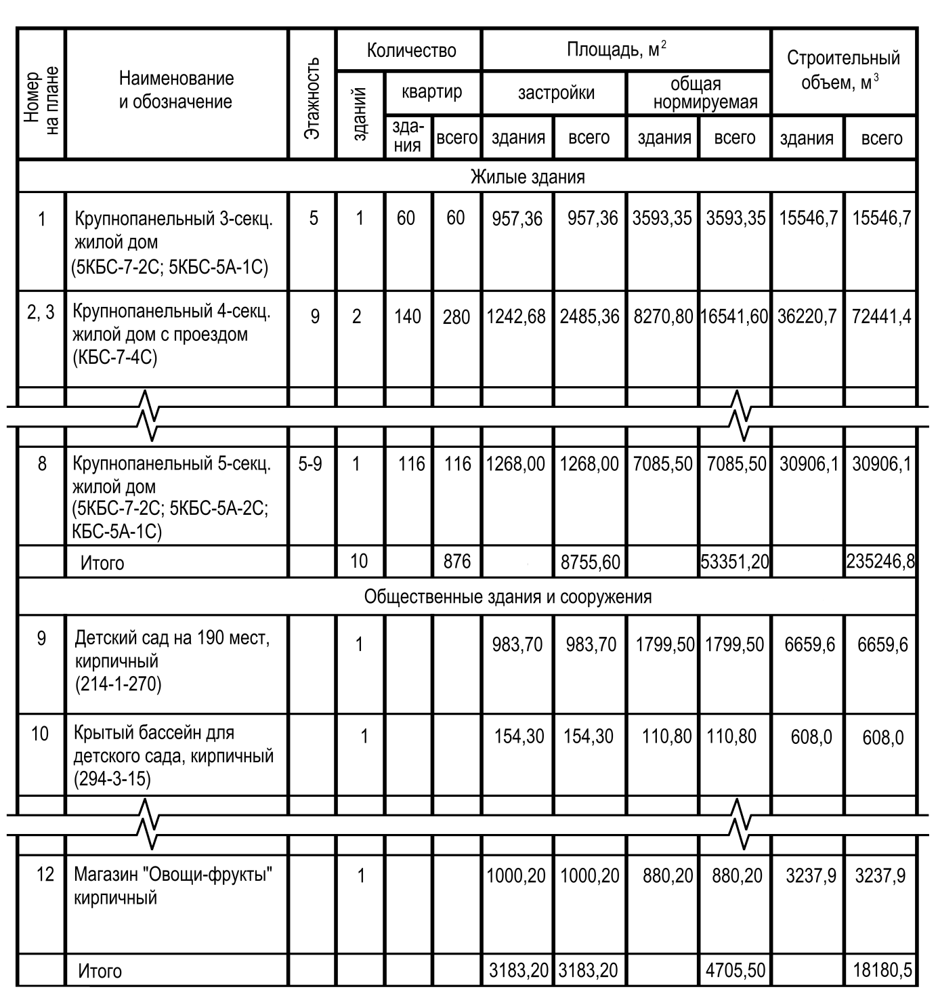 Номер
на плане
Наименование
и обозначение
Этажность
Количество
зданий
квартир
зда-
ния
всего
Площадь, м²
застройки
здания
всего
общая
нормируемая
здания
всего
Строительный
объем, м³
здания
всего
Жилые здания
1 Крупнопанельный 3-секц. 5 1 60 60 957,36 957,36 3593,35 3593,35 15546,7 15546,7
жилой дом
(5КБС-7-2С; 5КБС-5А-1С)
2, 3 Крупнопанельный 4-секц. 9 2 140 280 1242,68 2485,36 8270,80 16541,60 36220,7 72441,4
жилой дом с проездом
(КБС-7-4С)
8 Крупнопанельный 5-секц. 5-9 1 116 116 1268,00 1268,00 7085,50 7085,50 30906,1 30906,1
жилой дом
(5КБС-7-2С; 5КБС-5А-2С;
КБС-5А-1С)
Итого 10 876 8755,60 53351,20 235246,8
Общественные здания и сооружения
9 Детский сад на 190 мест, 1 983,70 983,70 1799,50 1799,50 6659,6 6659,6
кирпичный
(214-1-270)
10 Крытый бассейн для 1 154,30 154,30 110,80 110,80 608,0 608,0
детского сада, кирпичный
(294-3-15)
12 Магазин "Овощи-фрукты" 1 1000,20 1000,20 880,20 880,20 3237,9 3237,9
кирпичный
Итого 3183,20 3183,20 4705,50 18180,5